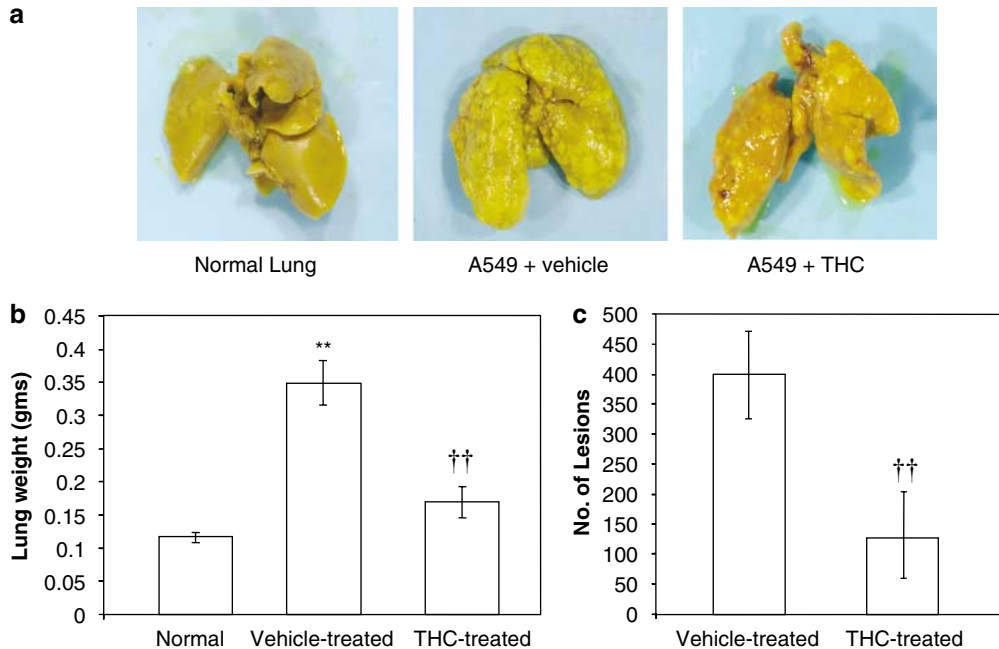 a
Normal Lung
A549 + vehicle
A549 + THC
b
Lung weight (gms)
0.45
0.4
0.35
0.3
0.25
0.2
0.15
0.1
0.05
0
**
††
Normal
Vehicle-treated
THC-treated
c
No. of Lesions
500
450
400
350
300
250
200
150
100
50
0
††
Vehicle-treated
THC-treated